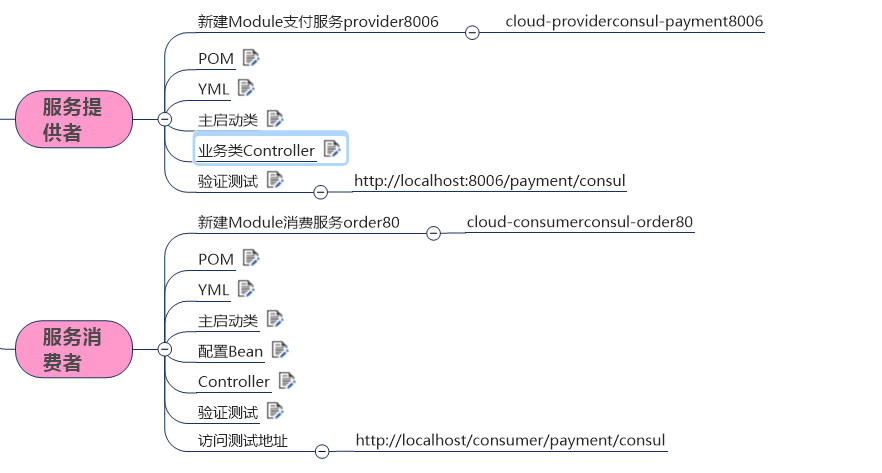 新建Module支付服务provider8006
cloud-providerconsul-payment8006
POM
YML
服务提
供者
主启动类
业务类Controller
验证测试
http://localhost:8006/payment/consul
新建Module消费服务order80
cloud-consumerconsul-order80
POM
YML
主启动类
服务消
费者
配置Bean
Controller
验证测试
访问测试地址
http://localhost/consumer/payment/consul